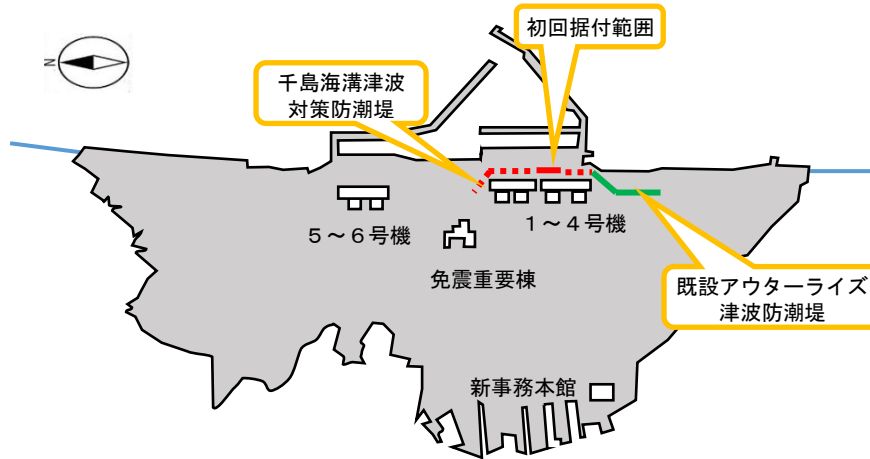 初回据付範囲
N
千島海溝津波
対策防潮堤
5～6号機
1～4号機
免震重要棟
既設アウターライズ
津波防潮堤
新事務本館